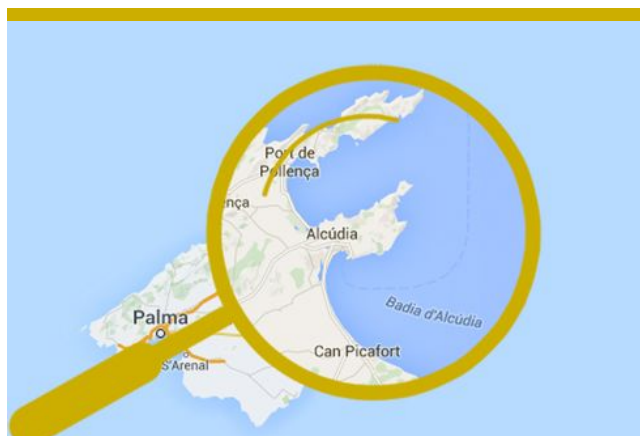 Port de
Pollença
ença
Alcúdia
Badia d'Alcúdia
Palma
Can Picafort
S'Arenal